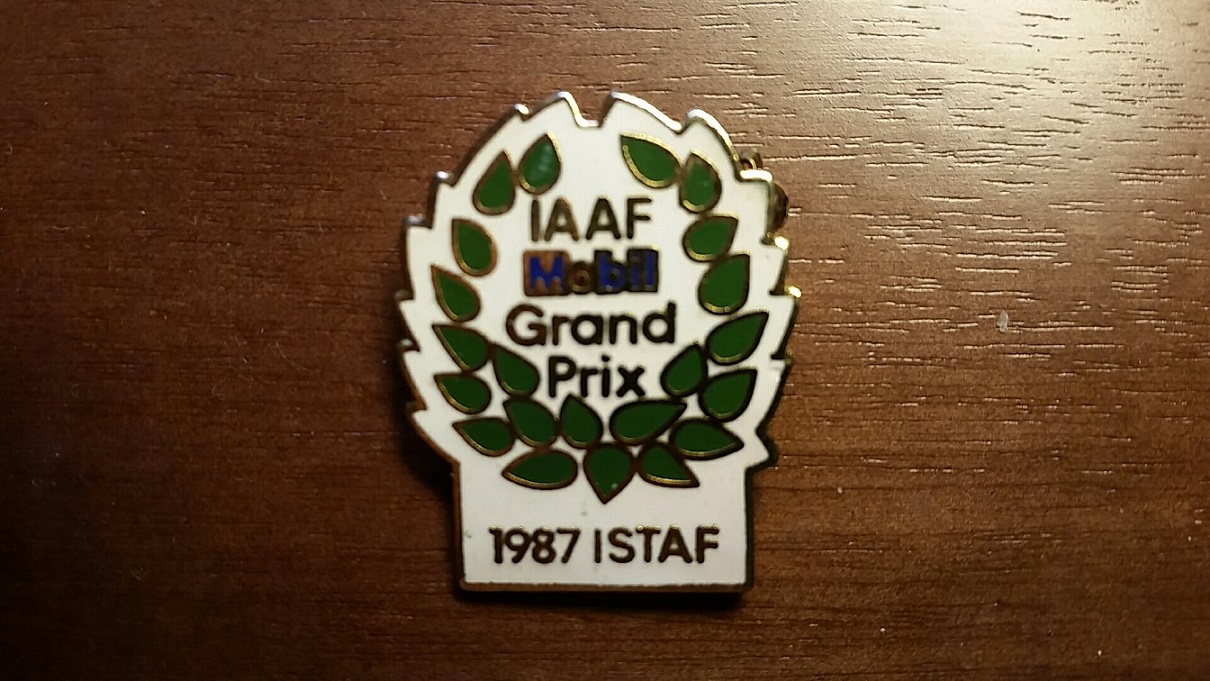 IAAF
Mobil
Grand
Prix
1987 ISTAF